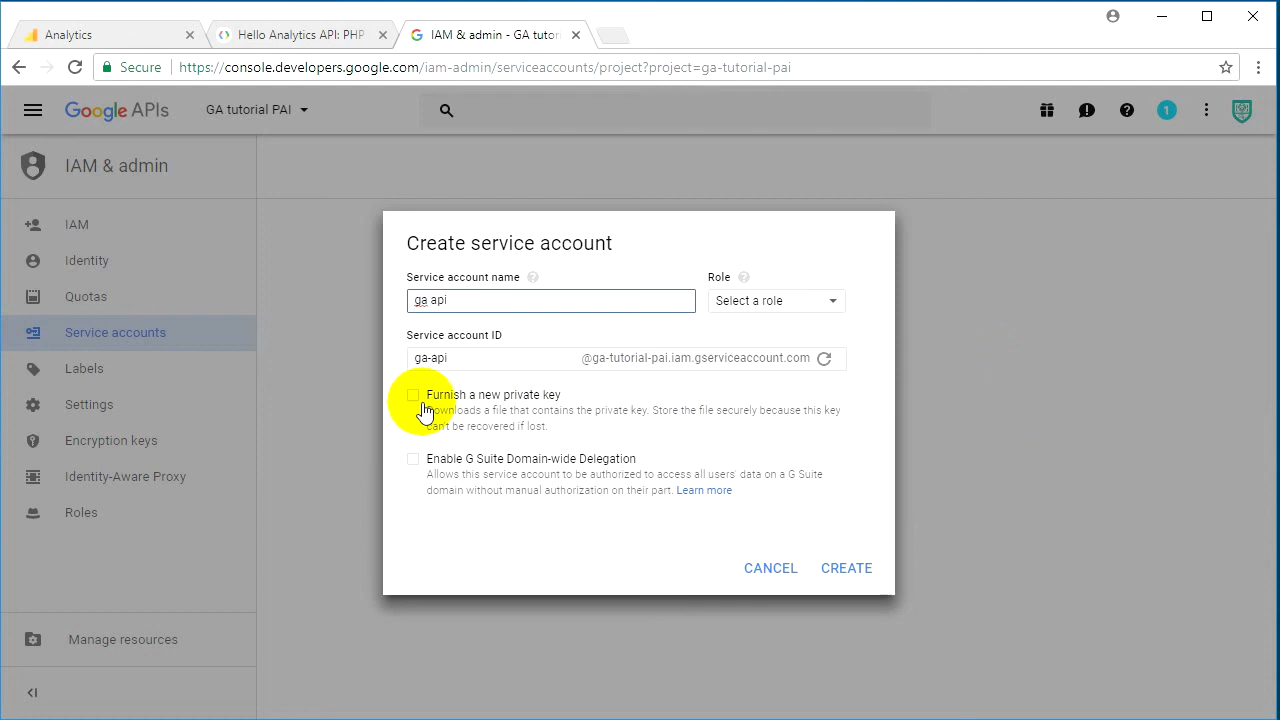 Analytics
Hello Analytics API: PHP
IAM & admin - GA tutori
Secure
https://console.developers.google.com/iam-admin/serviceaccounts/project?project=ga-tutorial-pai
Google APIs
GA tutorial PAI
1
IAM & admin
IAM
Identity
Quotas
Service accounts
Labels
Settings
Encryption keys
Identity-Aware Proxy
Roles
Manage resources
Create service account
Service account name
Role
ga api
Select a role
Service account ID
ga-api
@ga-tutorial-pai.iam.gserviceaccount.com
Furnish a new private key
Downloads a file that contains the private key. Store the file securely because this key
can't be recovered if lost.
Enable G Suite Domain-wide Delegation
Allows this service account to be authorized to access all users' data on a G Suite
domain without manual authorization on their part. Learn more
CANCEL
CREATE